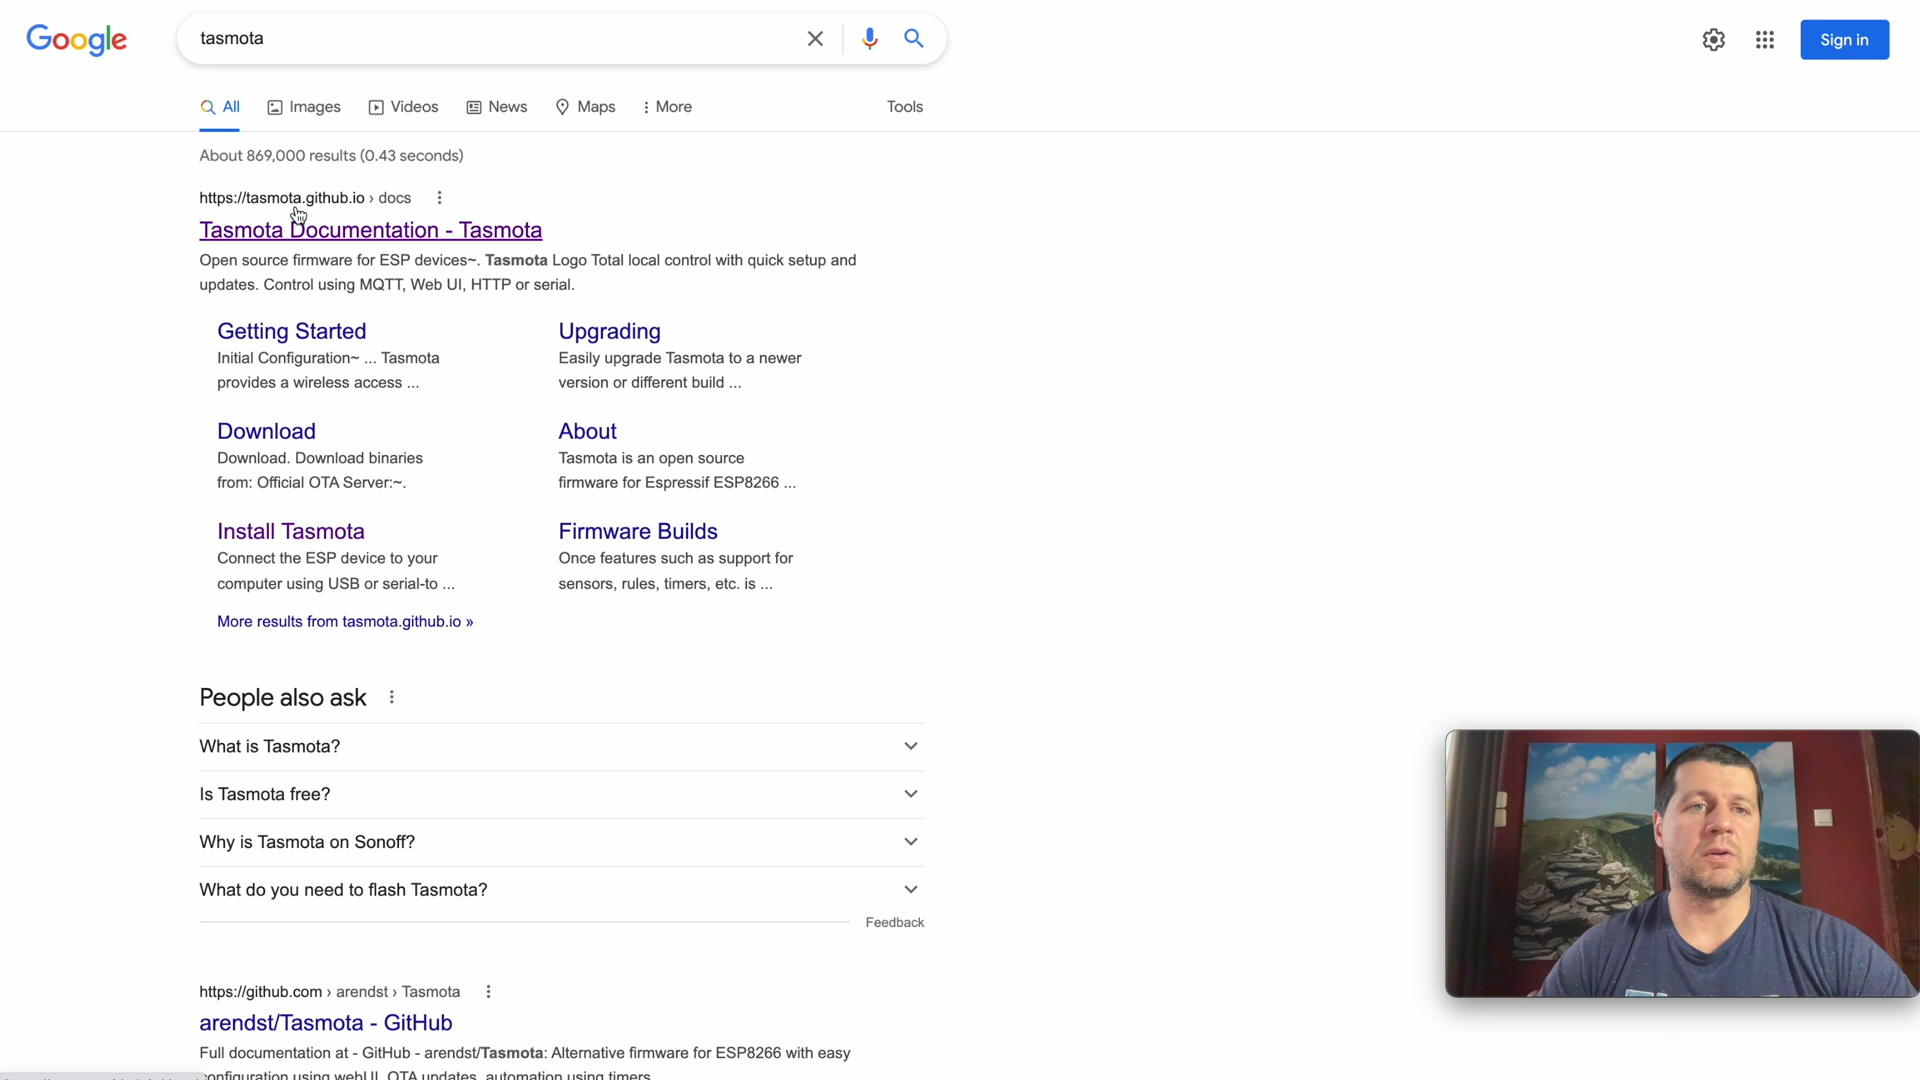 Google
tasmota
Sign in
All
Images
Videos
News
Maps
More
Tools
About 869,000 results (0.43 seconds)
https://tasmota.github.io › docs
Tasmota Documentation - Tasmota
Open source firmware for ESP devices~. Tasmota Logo Total local control with quick setup and
updates. Control using MQTT, Web UI, HTTP or serial.
Getting Started
Initial Configuration~ ... Tasmota
provides a wireless access ...
Upgrading
Easily upgrade Tasmota to a newer
version or different build ...
Download
Download. Download binaries
from: Official OTA Server:~.
About
Tasmota is an open source
firmware for Espressif ESP8266 ...
Install Tasmota
Connect the ESP device to your
computer using USB or serial-to ...
Firmware Builds
Once features such as support for
sensors, rules, timers, etc. is ...
More results from tasmota.github.io »
People also ask
What is Tasmota?
Is Tasmota free?
Why is Tasmota on Sonoff?
What do you need to flash Tasmota?
Feedback
https://github.com › arendst › Tasmota
arendst/Tasmota - GitHub
Full documentation at - GitHub - arendst/Tasmota: Alternative firmware for ESP8266 with easy
configuration using webUI, OTA updates, automation using timers